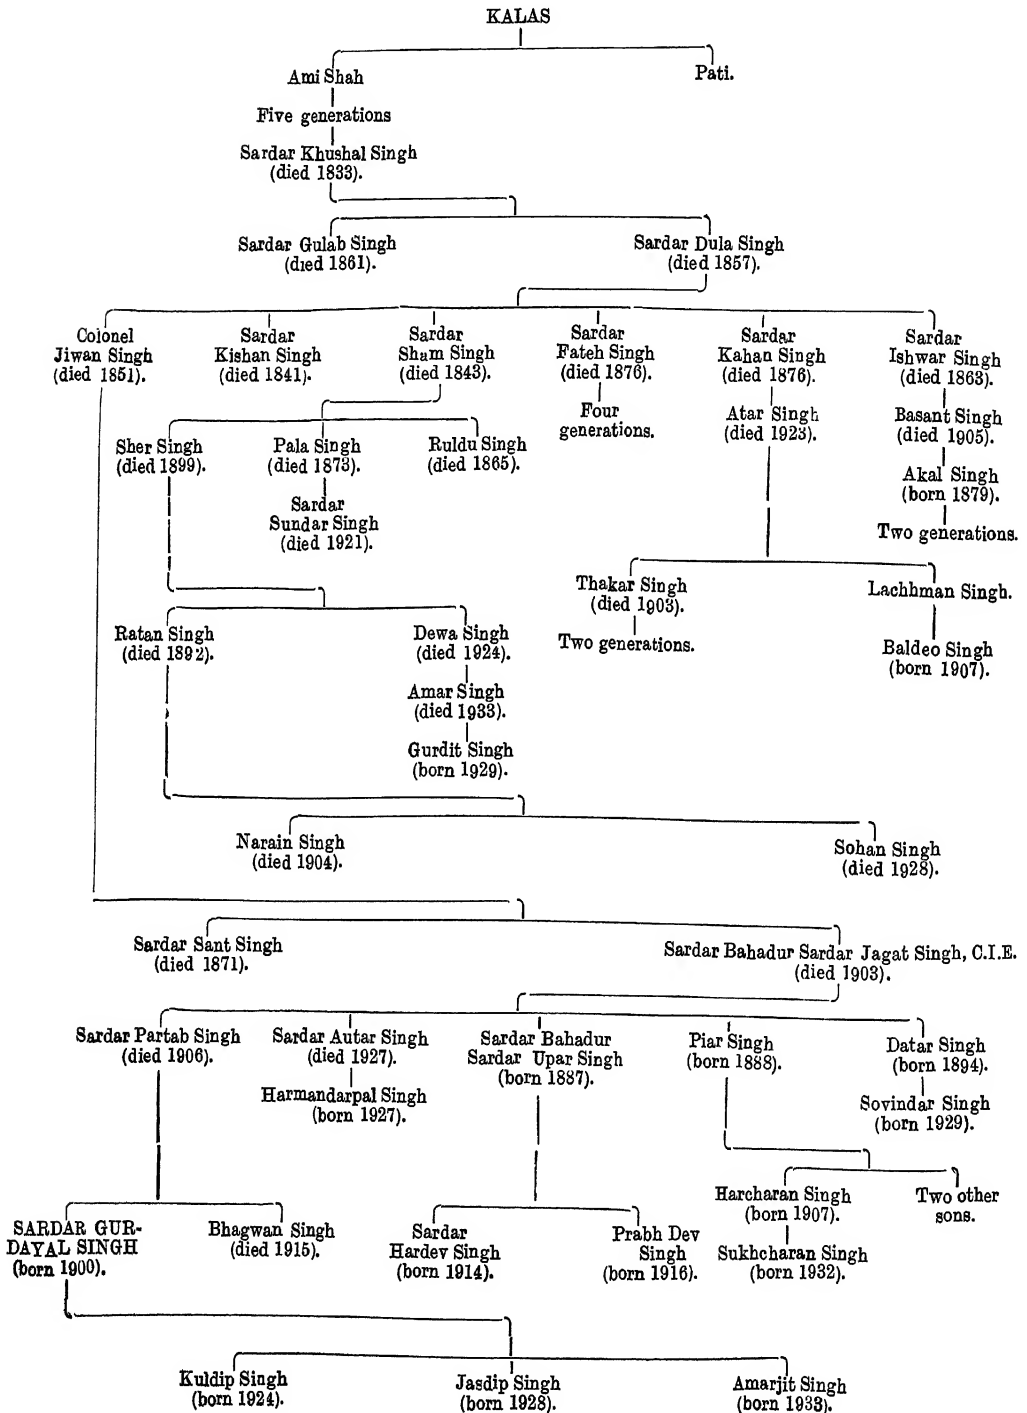 KALAS
Ami Shah
Pati.
Five generations
Sardar Khushal Singh
(died 1833).
Sardar Gulab Singh
(died 1861).
Sardar Dula Singh
(died 1857).
Colonel
Jiwan Singh
(died 1851).
Sardar
Kishan Singh
(died 1841).
Sardar
Sham Singh
(died 1843).
Sardar
Fateh Singh
(died 1876).
Sardar
Kahan Singh
(died 1876).
Sardar
Ishwar Singh
(died 1863).
Four
generations.
Atar Singh
(died 1923).
Basant Singh
(died 1905).
Sher Singh
(died 1899).
Pala Singh
(died 1873).
Ruldu Singh
(died 1865).
Akal Singh
(born 1879).
Sardar
Sundar Singh
(died 1921).
Two generations.
Thakar Singh
(died 1903).
Lachhman Singh.
Two generations.
Baldeo Singh
(born 1907).
Ratan Singh
(died 1892).
Dewa Singh
(died 1924).
Amar Singh
(died 1933).
Gurdit Singh
(born 1929).
Narain Singh
(died 1904).
Sohan Singh
(died 1928).
Sardar Sant Singh
(died 1871).
Sardar Bahadur Sardar Jagat Singh, C.I.E.
(died 1903).
Sardar Partab Singh
(died 1906).
Sardar Autar Singh
(died 1927).
Sardar Bahadur
Sardar Upar Singh
(born 1887).
Piar Singh
(born 1888).
Datar Singh
(born 1894).
Harmandarpal Singh
(born 1927).
Sovindar Singh
(born 1929).
SARDAR GUR-
DAYAL SINGH
(born 1900).
Bhagwan Singh
(died 1915).
Sardar
Hardev Singh
(born 1914).
Prabh Dev
Singh
(born 1916).
Harcharan Singh
(born 1907).
Two other
sons.
Sukhcharan Singh
(born 1932).
Kuldip Singh
(born 1924).
Jasdip Singh
(born 1928).
Amarjit Singh
(born 1933).